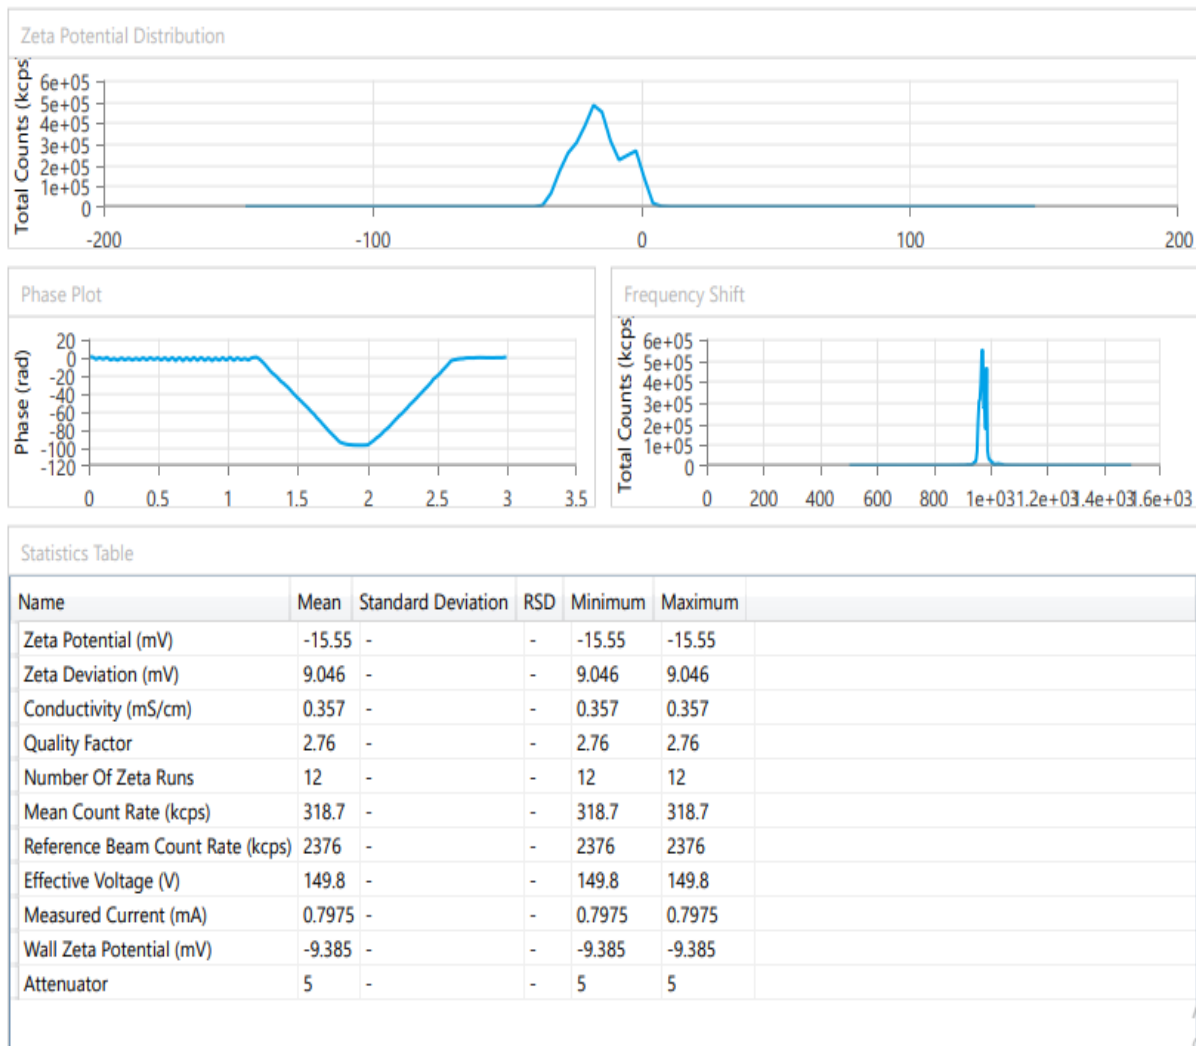 Zeta Potential Distribution
Total Counts (kcps)
6e+05
5e+05
4e+05
3e+05
2e+05
1e+05
0
-200 -100 0 100 200
Phase Plot
Phase (rad)
20
0
-20
-40
-60
-80
-100
-120
0 0.5 1 1.5 2 2.5 3 3.5
Frequency Shift
Total Counts (kcps)
6e+05
5e+05
4e+05
3e+05
2e+05
1e+05
0
0 200 400 600 800 1e+03 1.2e+03 1.4e+03 1.6e+03
Statistics Table
Name Mean Standard Deviation RSD Minimum Maximum
Zeta Potential (mV) -15.55 - - -15.55 -15.55
Zeta Deviation (mV) 9.046 - - 9.046 9.046
Conductivity (mS/cm) 0.357 - - 0.357 0.357
Quality Factor 2.76 - - 2.76 2.76
Number Of Zeta Runs 12 - - 12 12
Mean Count Rate (kcps) 318.7 - - 318.7 318.7
Reference Beam Count Rate (kcps) 2376 - - 2376 2376
Effective Voltage (V) 149.8 - - 149.8 149.8
Measured Current (mA) 0.7975 - - 0.7975 0.7975
Wall Zeta Potential (mV) -9.385 - - -9.385 -9.385
Attenuator 5 - - 5 5